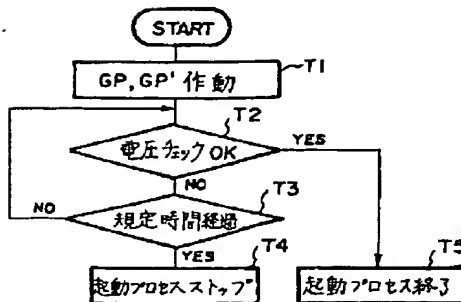 START
GP, GP' 作動
T1
T2
電圧チェックOK
YES
NO
T3
規定時間経過
NO
YES
T4
起動プロセスストップ
T5
起動プロセス終了